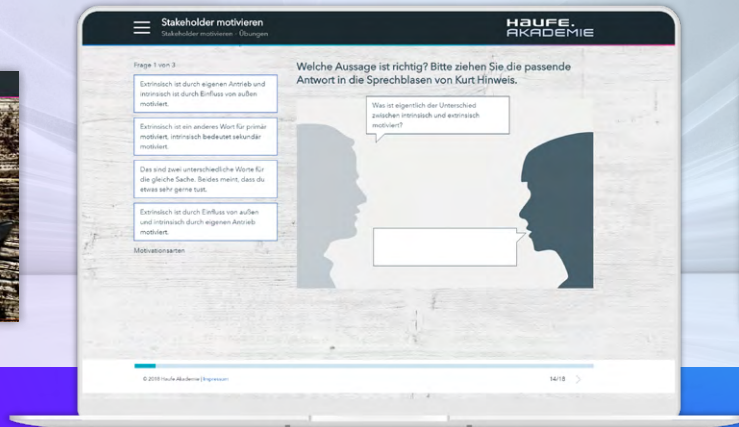 Stakeholder motivieren
Stakeholder motivieren - Übungen
HAUFE.
AKADEMIE
Frage 1 von 3
Extrinsisch ist durch eigenen Antrieb und
intrinsisch ist durch Einfluss von außen
motiviert.
Extrinsisch ist ein anderes Wort für primär
motiviert, intrinsisch bedeutet sekundär
motiviert.
Das sind zwei unterschiedliche Worte für
die gleiche Sache. Beides meint, dass du
etwas sehr gerne tust.
Extrinsisch ist durch Einfluss von außen
und intrinsisch durch eigenen Antrieb
motiviert.
Motivationsarten
Welche Aussage ist richtig? Bitte ziehen Sie die passende
Antwort in die Sprechblasen von Kurt Hinweis.
Was ist eigentlich der Unterschied
zwischen intrinsisch und extrinsisch
motiviert?
© 2018 Haufe Akademie | Impressum
14/18